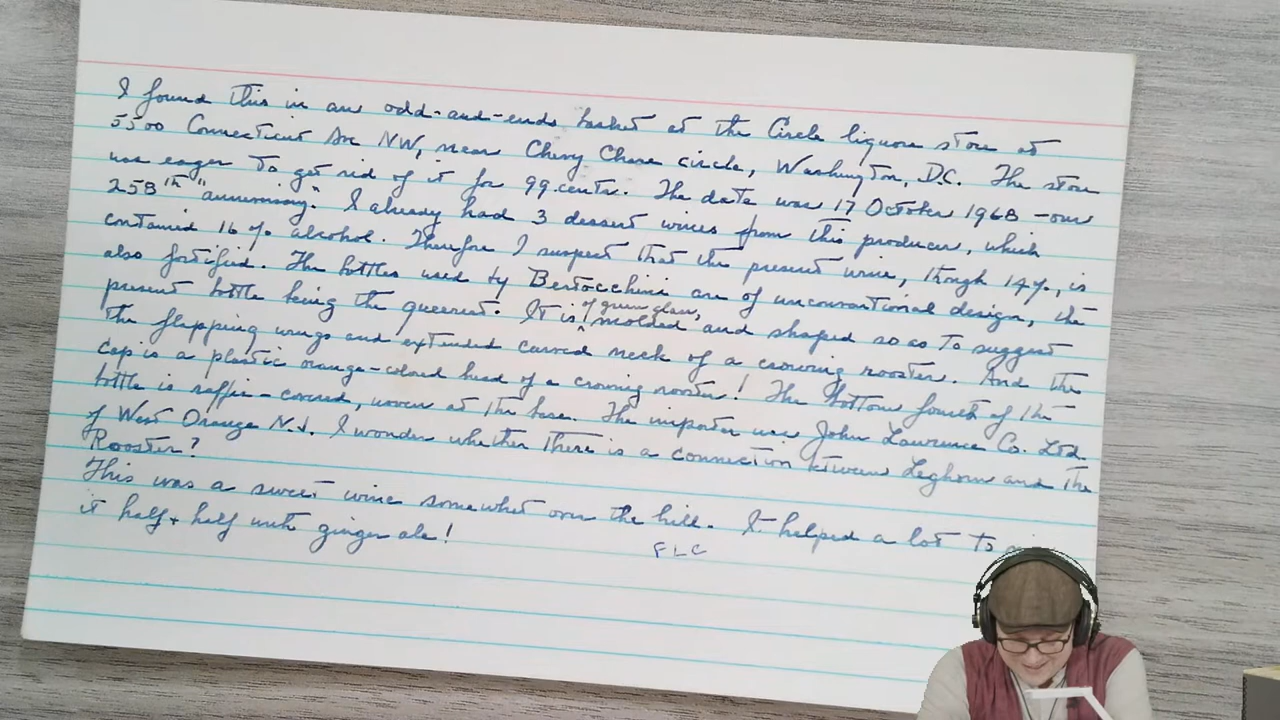 I found this in an odd-and-ends basket at the Circle liquor store at
5500 Connecticut Ave NW, near Chevy Chase circle, Washington, D.C. The store
was eager to get rid of it for 99 cents. The date was 17 October 1968 - our
258th "anniversary". I already had 3 dessert wines from this producer, which
contained 16% alcohol. Therefore I suspect that the present wine, though 14%, is
also fortified. The bottles used by Bertocchini are of unconventional design, the
present bottle being the queerest. It is of green glass, molded and shaped so as to suggest
the flapping wings and extended curved neck of a crowing rooster. And the
cap is a plastic orange-colored head of a crowing rooster! The bottom fourth of the
bottle is raffia-covered, woven at the base. The importer was John Lawrence Co. Ltd.
of West Orange N.J. I wonder whether there is a connection between Leghorn and the
Rooster?
This was a sweet wine somewhat over the hill. It helped a lot to
it half + half with ginger ale!
FLC